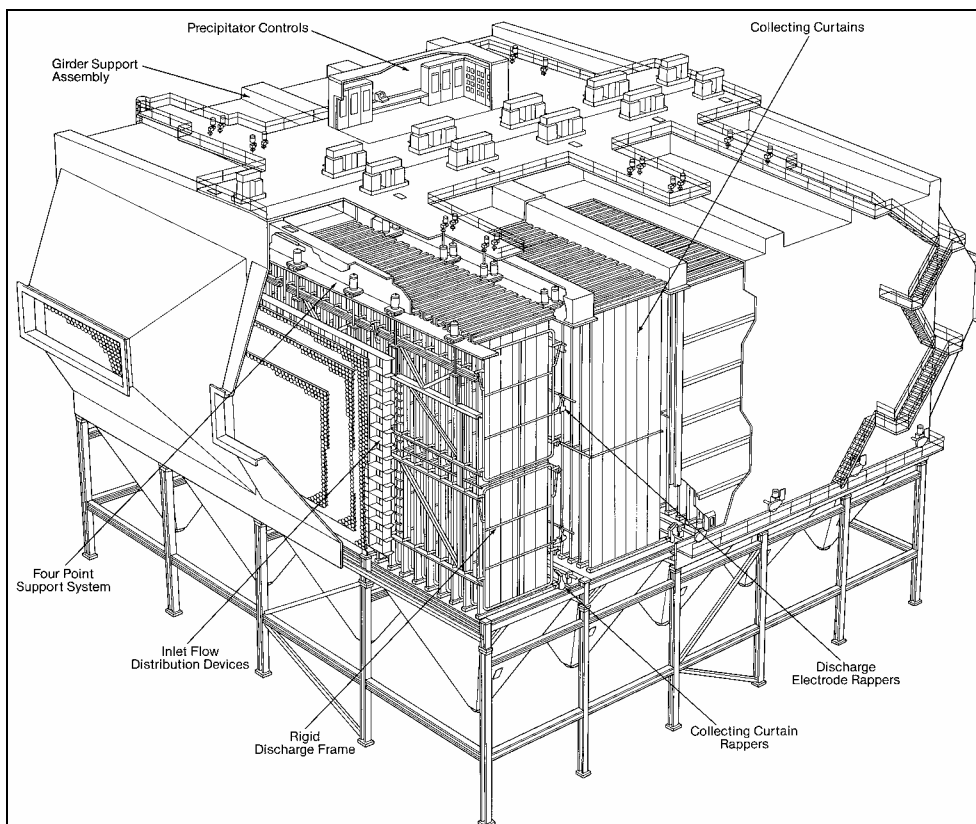 Precipitator Controls
Collecting Curtains
Girder Support
Assembly
Four Point
Support System
Inlet Flow
Distribution Devices
Rigid
Discharge Frame
Collecting Curtain
Rappers
Discharge
Electrode Rappers